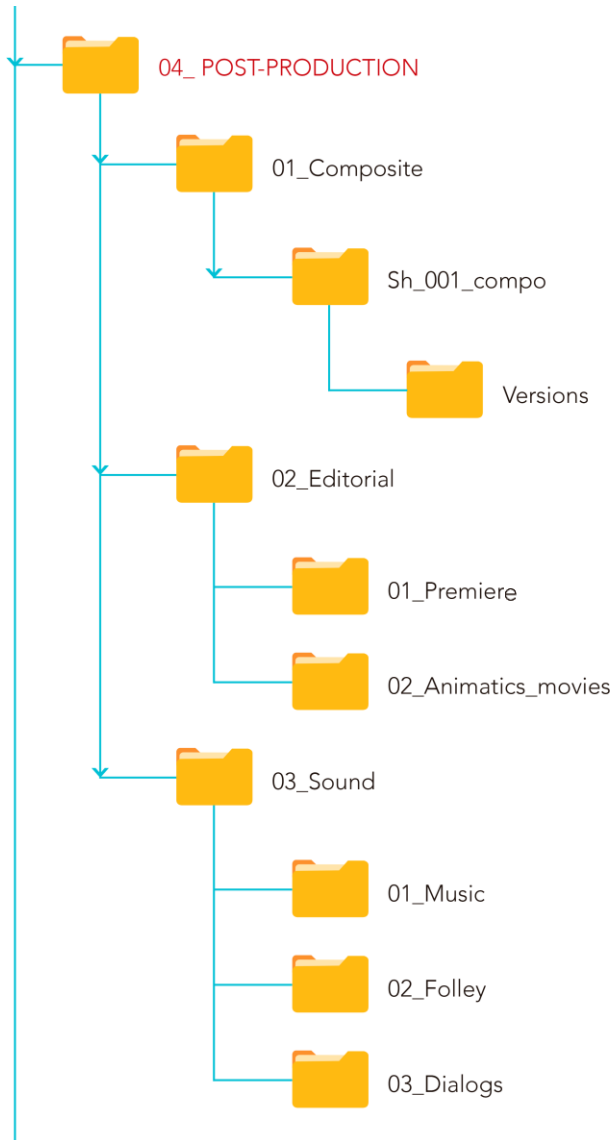 04_ POST-PRODUCTION
01_Composite
Sh_001_compo
Versions
02_Editorial
01_Premiere
02_Animatics_movies
03_Sound
01_Music
02_Folley
03_Dialogs